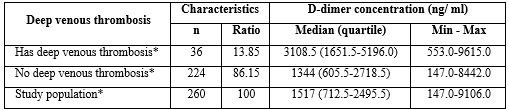 Deep venous thrombosis Characteristics D-dimer concentration (ng/ ml)
n Ratio Median (quartile) Min - Max
Has deep venous thrombosis* 36 13.85 3108.5 (1651.5-5196.0) 553.0-9615.0
No deep venous thrombosis* 224 86.15 1344 (605.5-2718.5) 147.0-8442.0
Study population* 260 100 1517 (712.5-2495.5) 147.0-9106.0